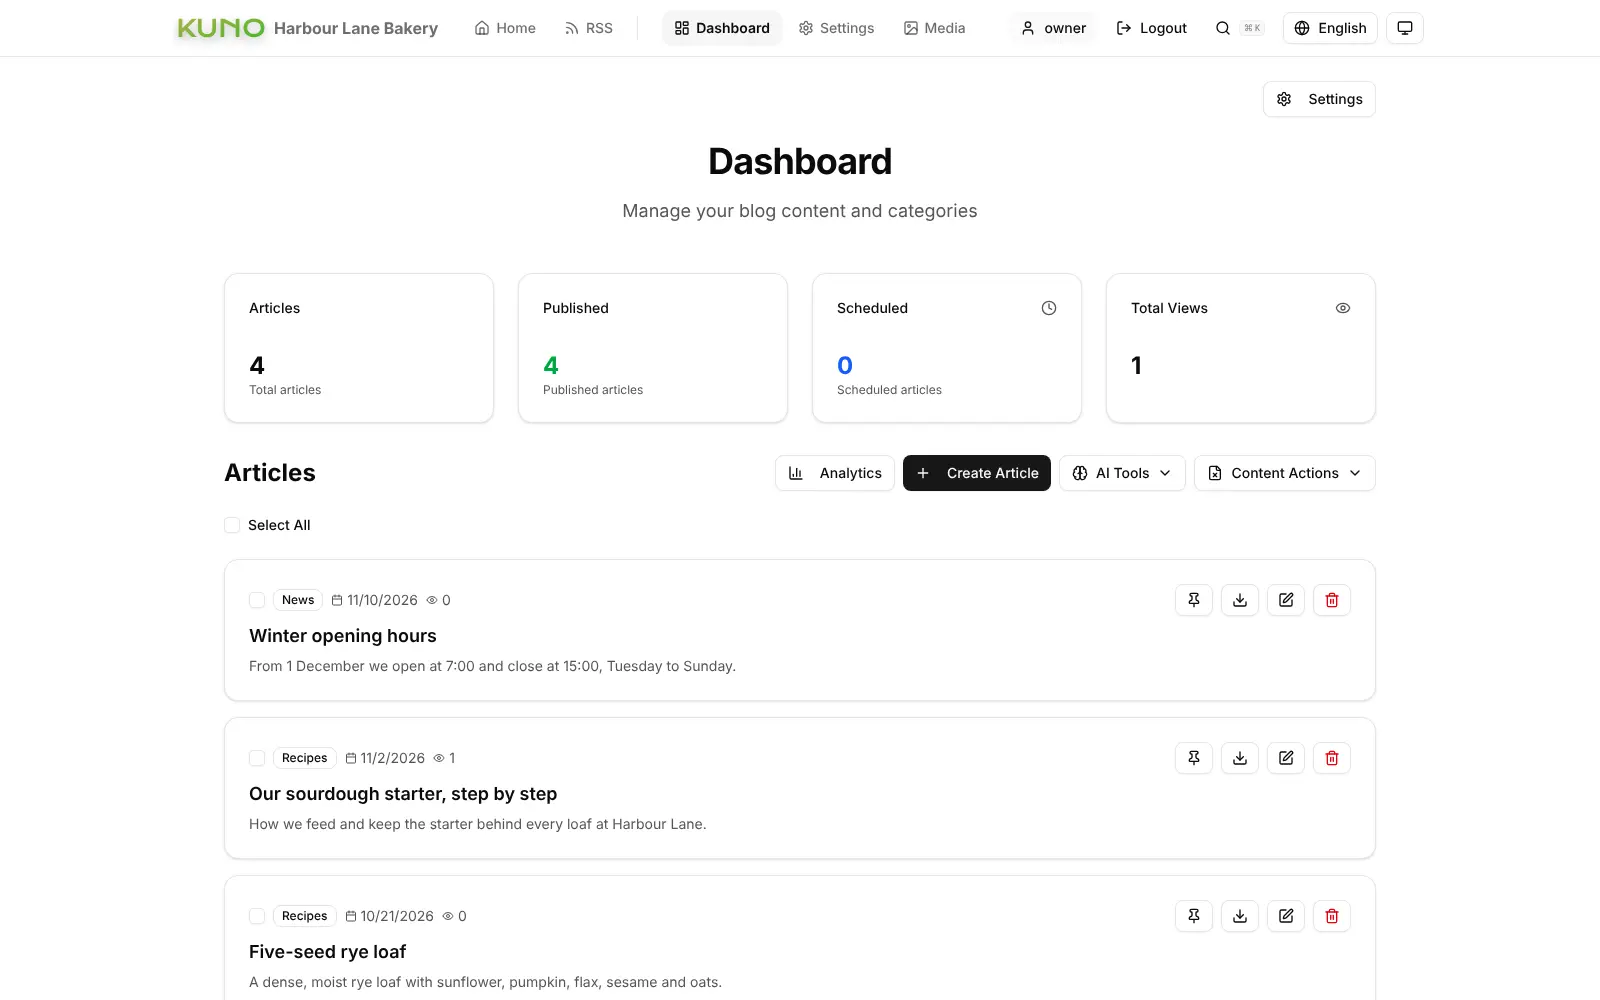 KUNO Harbour Lane Bakery Home RSS Dashboard Settings Media owner Logout ⌘K English
Settings
Dashboard
Manage your blog content and categories
Articles
4
Total articles
Published
4
Published articles
Scheduled
0
Scheduled articles
Total Views
1
Articles
Analytics Create Article AI Tools Content Actions
Select All
News 11/10/2026 0
Winter opening hours
From 1 December we open at 7:00 and close at 15:00, Tuesday to Sunday.
Recipes 11/2/2026 1
Our sourdough starter, step by step
How we feed and keep the starter behind every loaf at Harbour Lane.
Recipes 10/21/2026 0
Five-seed rye loaf
A dense, moist rye loaf with sunflower, pumpkin, flax, sesame and oats.